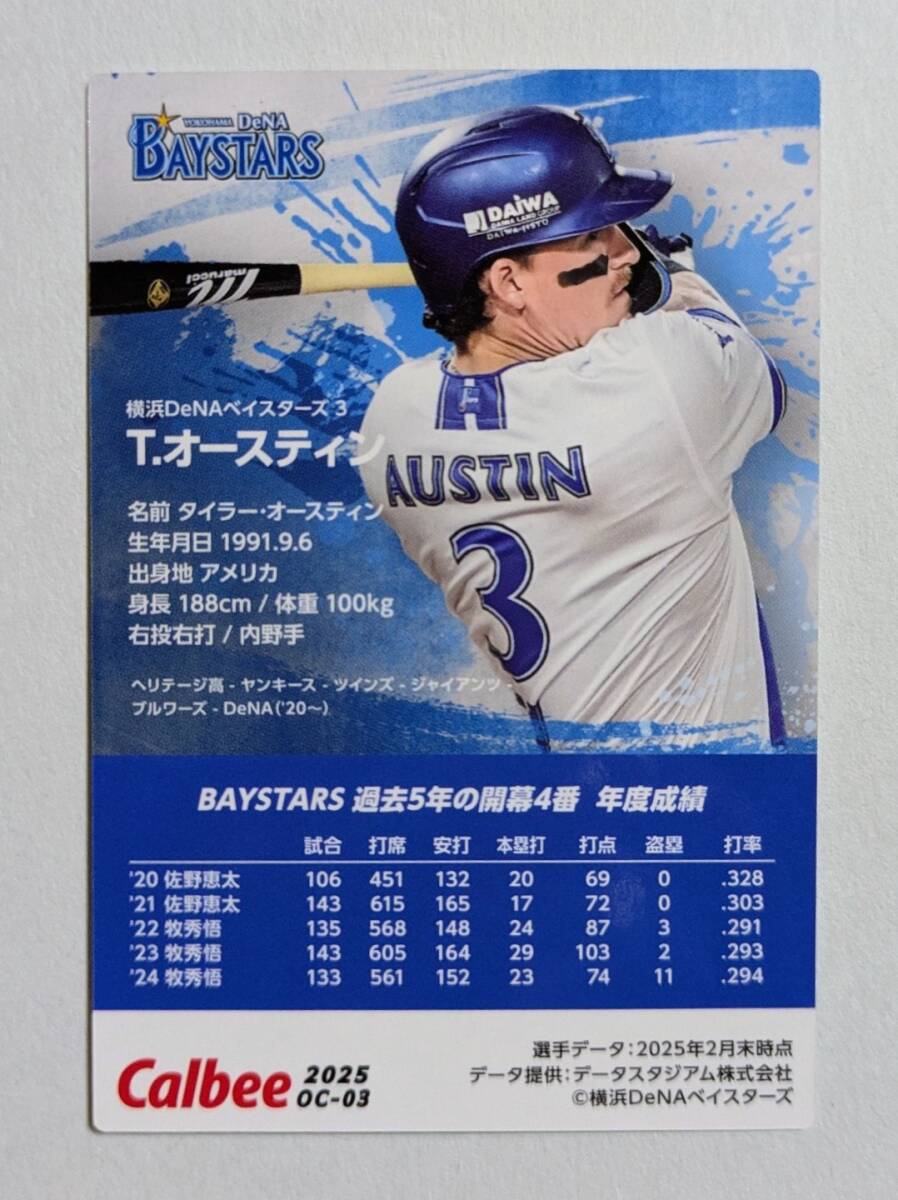 YOKOHAMA DeNA
BAYSTARS
DAIWA
DAIWA LAND GROUP
marucci
横浜DeNAベイスターズ 3
T.オースティン
AUSTIN
3
名前 タイラー・オースティン
生年月日 1991.9.6
出身地 アメリカ
身長 188cm / 体重 100kg
右投右打 / 内野手
ヘリテージ高 - ヤンキース - ツインズ - ジャイアンツ -
ブルワーズ - DeNA('20～)
BAYSTARS 過去5年の開幕4番 年度成績
試合 打席 安打 本塁打 打点 盗塁 打率
'20 佐野恵太 106 451 132 20 69 0 .328
'21 佐野恵太 143 615 165 17 72 0 .303
'22 牧秀悟 135 568 148 24 87 3 .291
'23 牧秀悟 143 605 164 29 103 2 .293
'24 牧秀悟 133 561 152 23 74 11 .294
Calbee 2025
OC-03
選手データ：2025年2月末時点
データ提供：データスタジアム株式会社
©横浜DeNAベイスターズ